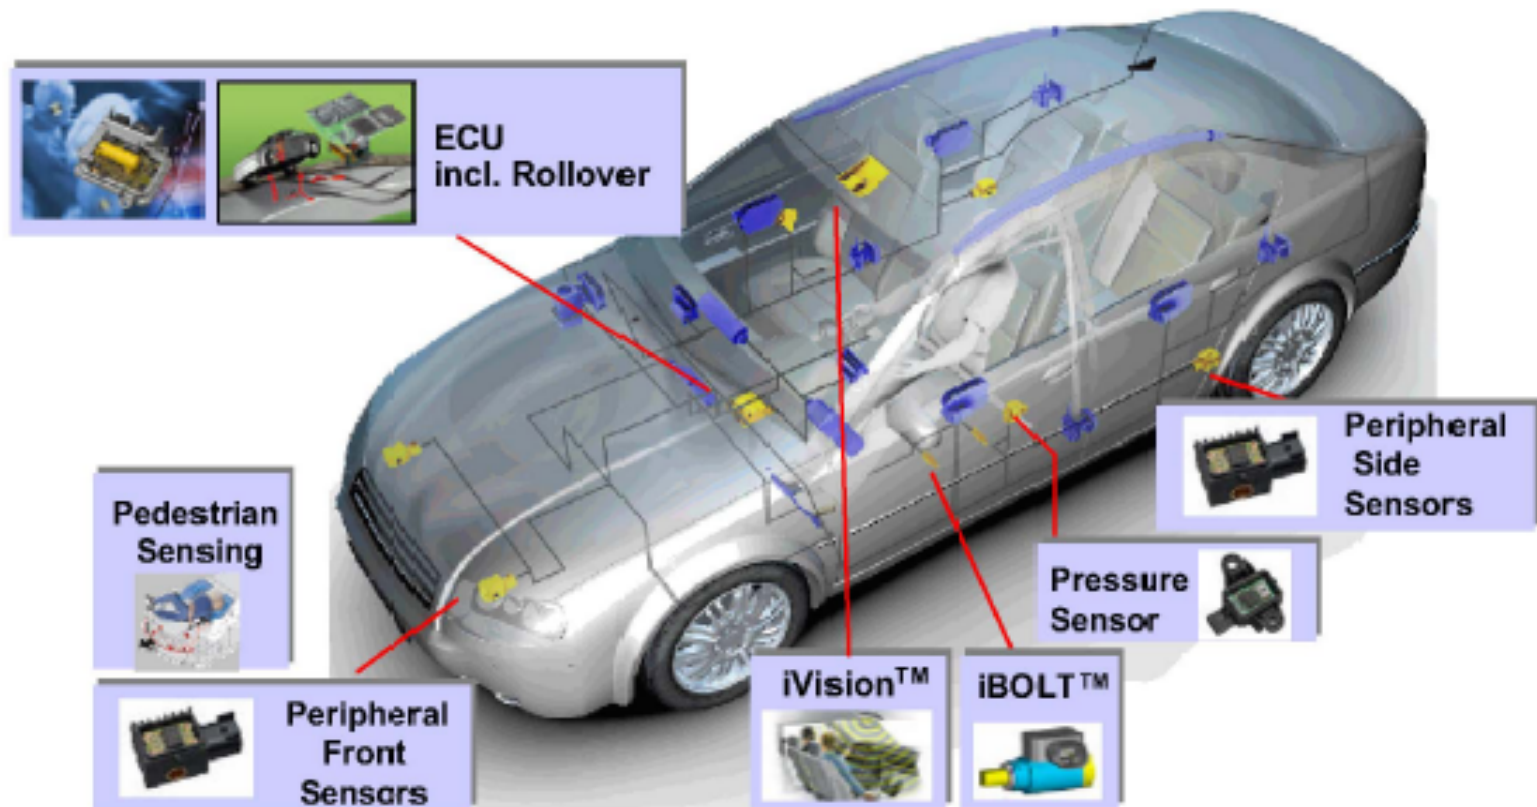 ECU
incl. Rollover
Pedestrian
Sensing
Peripheral
Front
Sensors
iVision™
iBOLT™
Pressure
Sensor
Peripheral
Side
Sensors